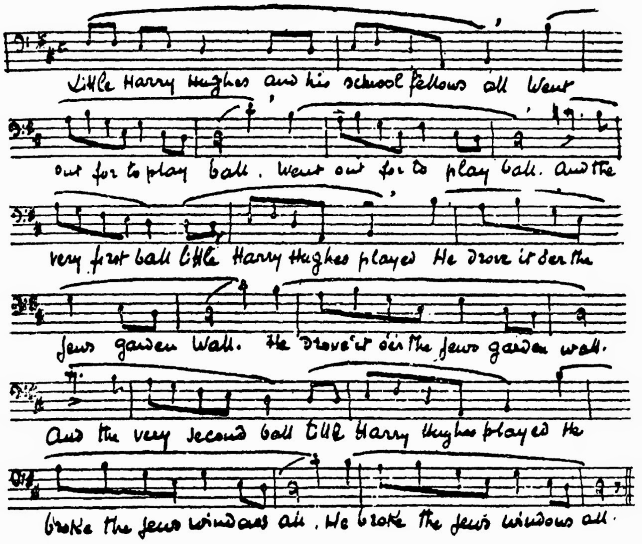 Little Harry Hughes and his school fellows all Went
out for to play ball. Went out for to play ball. And the
very first ball little Harry Hughes played He drove it o'er the
Jews garden Wall. He Drove it o'er the Jews garden wall.
And the very second ball little Harry Hughes played He
broke the Jews windows all. He broke the Jews windows all.